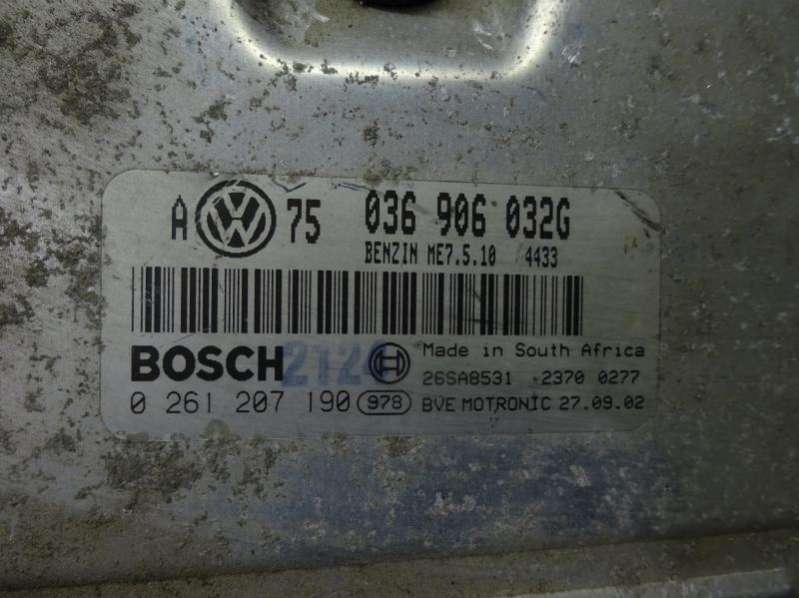 A VW 75 036 906 032G
BENZIN ME7.5.10 4433
BOSCH Made in South Africa
26SA8531 -2370 0277
0 261 207 190 978 BVE MOTRONIC 27.09.02